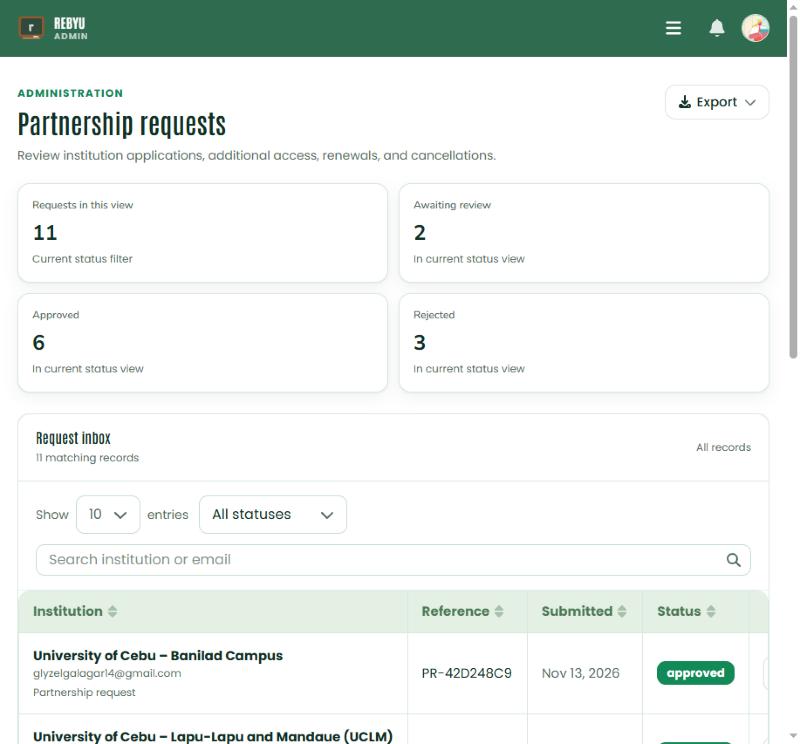 r
REBYU
ADMIN
ADMINISTRATION
Partnership requests
Review institution applications, additional access, renewals, and cancellations.
Export
Requests in this view
11
Current status filter
Awaiting review
2
In current status view
Approved
6
In current status view
Rejected
3
In current status view
Request inbox
11 matching records
All records
Show 10 entries All statuses
Search institution or email
Institution Reference Submitted Status
University of Cebu – Banilad Campus
glyzelgalagar14@gmail.com
Partnership request
PR-42D248C9 Nov 13, 2026 approved
University of Cebu – Lapu-Lapu and Mandaue (UCLM)